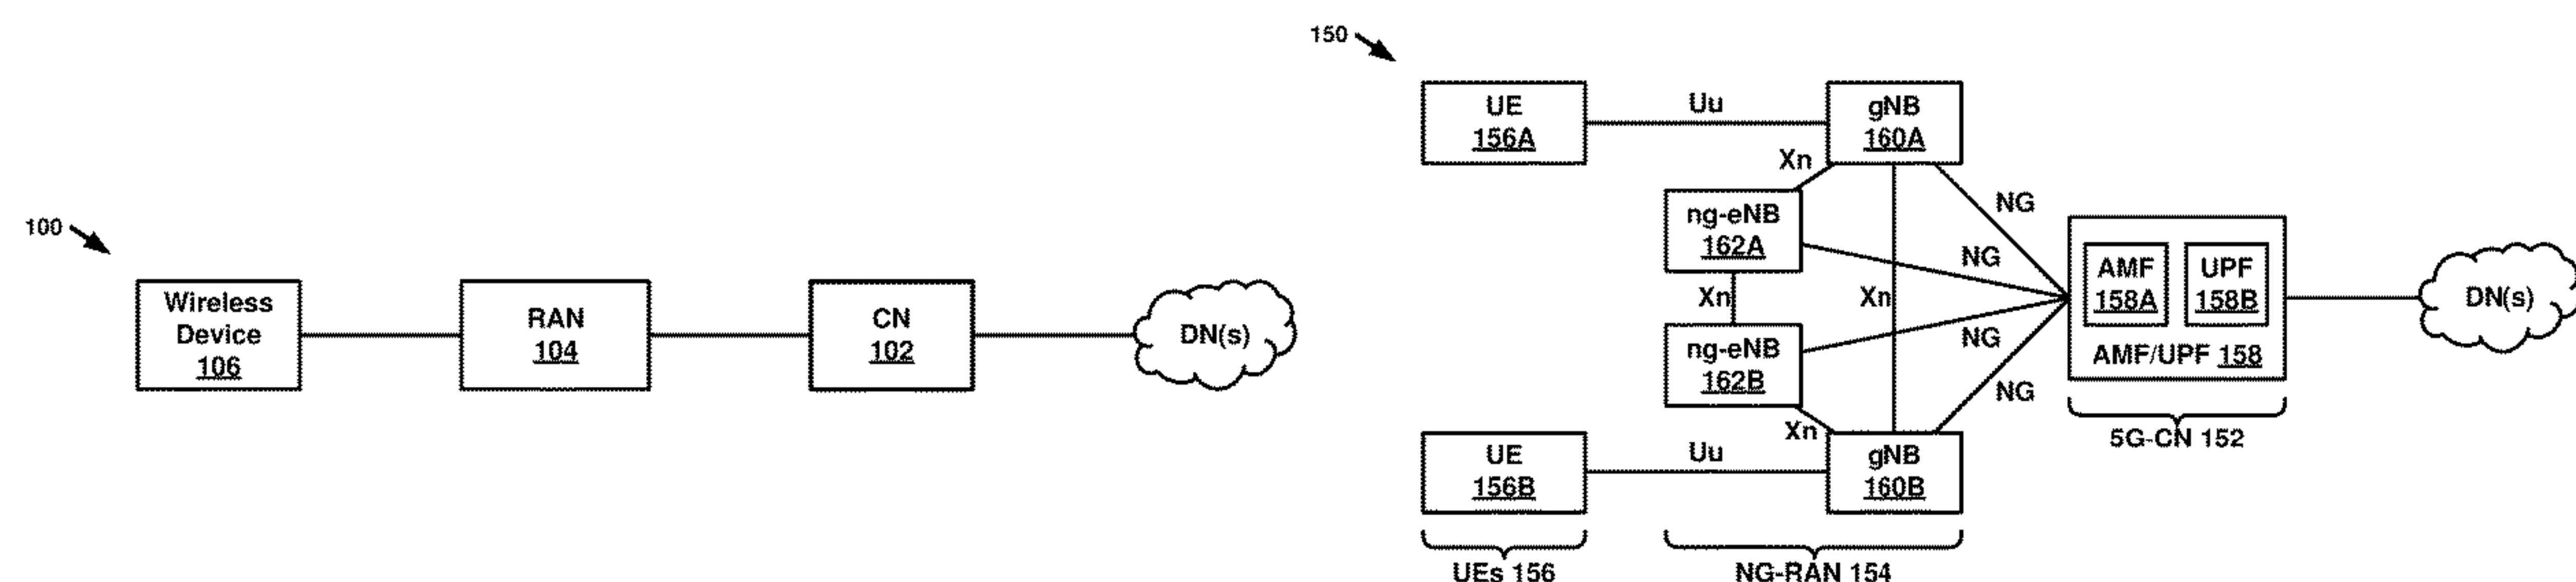 100
Wireless
Device
106
RAN
104
CN
102
DN(s)
150
UE
156A
Uu
gNB
160A
Xn
ng-eNB
162A
NG
NG
Xn
Xn
AMF
158A
UPF
158B
AMF/UPF 158
DN(s)
ng-eNB
162B
NG
NG
Xn
5G-CN 152
UE
156B
Uu
gNB
160B
UEs 156
NG-RAN 154